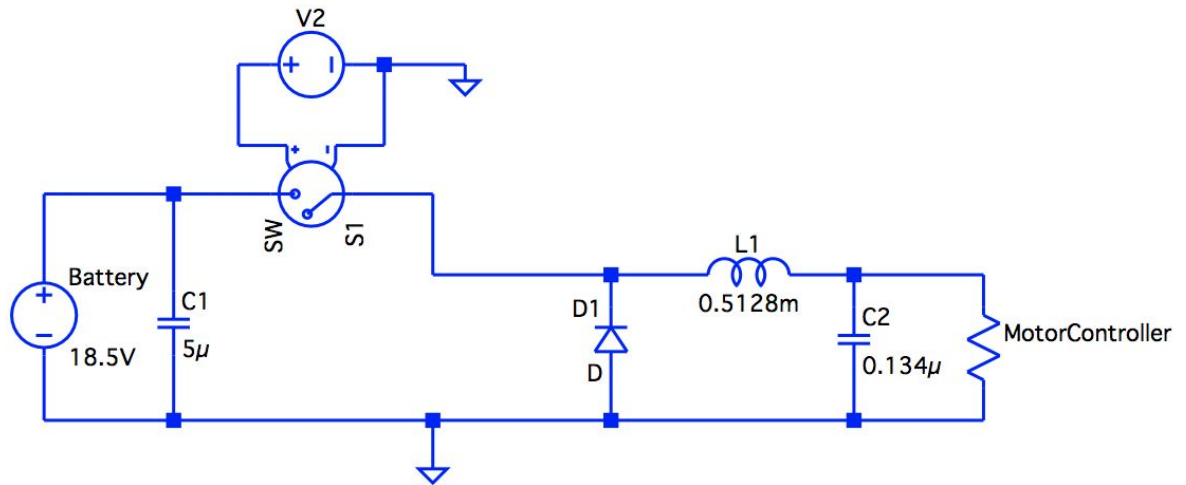 V2
SW
S1
Battery
18.5V
C1
5µ
D1
D
L1
0.5128m
C2
0.134µ
MotorController